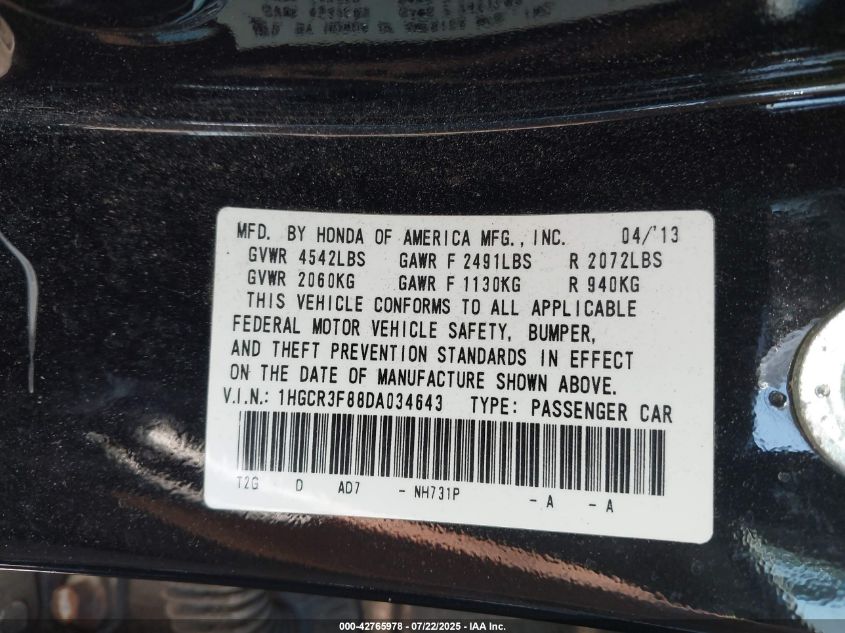 MFD. BY HONDA OF AMERICA MFG., INC. 04/'13
GVWR 4542LBS GAWR F 2491LBS R 2072LBS
GVWR 2060KG GAWR F 1130KG R 940KG
THIS VEHICLE CONFORMS TO ALL APPLICABLE
FEDERAL MOTOR VEHICLE SAFETY, BUMPER,
AND THEFT PREVENTION STANDARDS IN EFFECT
ON THE DATE OF MANUFACTURE SHOWN ABOVE.
V.I.N.: 1HGCR3F88DA034643 TYPE: PASSENGER CAR
T2G D AD7 - NH731P - A - A
000-42765978 - 07/22/2025 - IAA Inc.